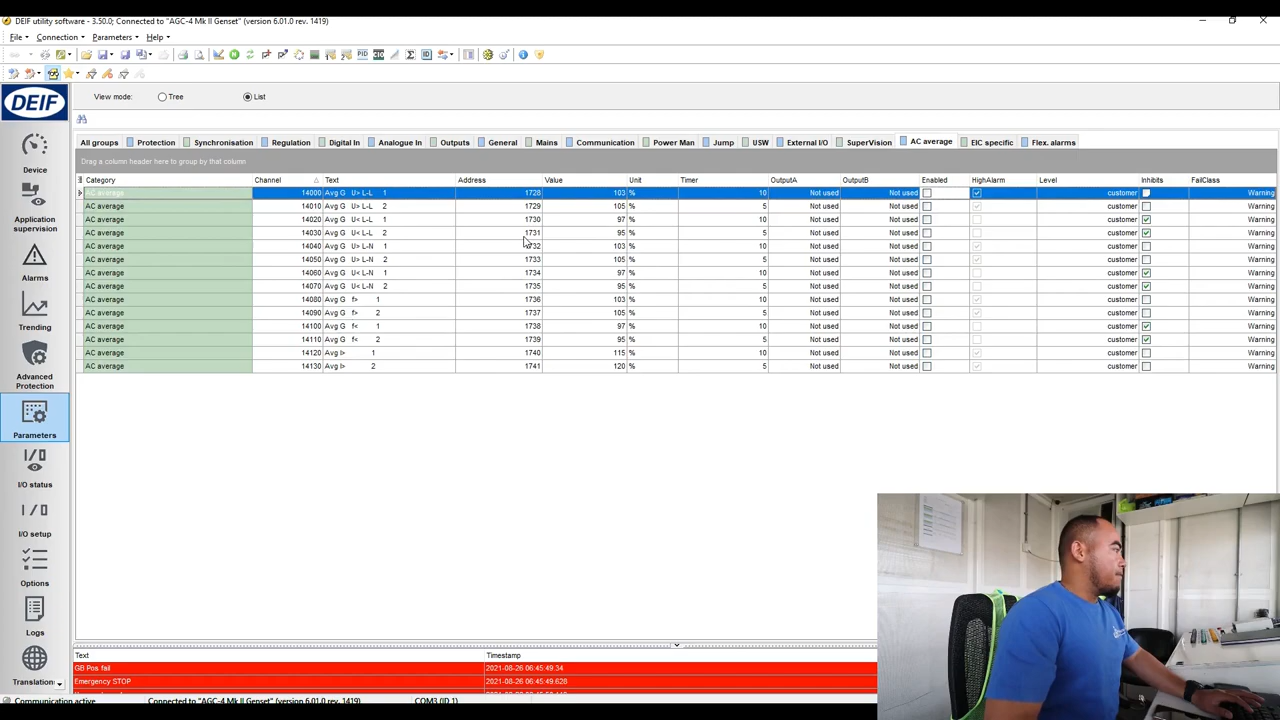 DEIF utility software - 3.50.0; Connected to "AGC-4 Mk II Genset" (version 6.01.0 rev. 1419)
File Connection Parameters Help
DEIF
View mode: Tree List
All groups Protection Synchronisation Regulation Digital In Analogue In Outputs General Mains Communication Power Man Jump USW External I/O SuperVision AC average EIC specific Flex. alarms
Drag a column header here to group by that column
Category Channel Text Address Value Unit Timer OutputA OutputB Enabled HighAlarm Level Inhibits FailClass
AC average 14000 Avg G U> L-L 1 1728 103 % 10 Not used Not used customer Warning
AC average 14010 Avg G U> L-L 2 1729 105 % 5 Not used Not used customer Warning
AC average 14020 Avg G U< L-L 1 1730 97 % 10 Not used Not used customer Warning
AC average 14030 Avg G U< L-L 2 1731 95 % 5 Not used Not used customer Warning
AC average 14040 Avg G U> L-N 1 1732 103 % 10 Not used Not used customer Warning
AC average 14050 Avg G U> L-N 2 1733 105 % 5 Not used Not used customer Warning
AC average 14060 Avg G U< L-N 1 1734 97 % 10 Not used Not used customer Warning
AC average 14070 Avg G U< L-N 2 1735 95 % 5 Not used Not used customer Warning
AC average 14080 Avg G f> 1 1736 103 % 10 Not used Not used customer Warning
AC average 14090 Avg G f> 2 1737 105 % 5 Not used Not used customer Warning
AC average 14100 Avg G f< 1 1738 97 % 10 Not used Not used customer Warning
AC average 14110 Avg G f< 2 1739 95 % 5 Not used Not used customer Warning
AC average 14120 Avg I> 1 1740 115 % 10 Not used Not used customer Warning
AC average 14130 Avg I> 2 1741 120 % 5 Not used Not used customer Warning
Device
Application
supervision
Alarms
Trending
Advanced
Protection
Parameters
I/O status
I/O
I/O setup
Options
Logs
Translation
Text Timestamp
GB Pos fail 2021-08-26 06:45:49.34
Emergency STOP 2021-08-26 06:45:49.628
Communication active Connected to "AGC-4 Mk II Genset" (version 6.01.0 rev. 1419) COM3 (ID 1)